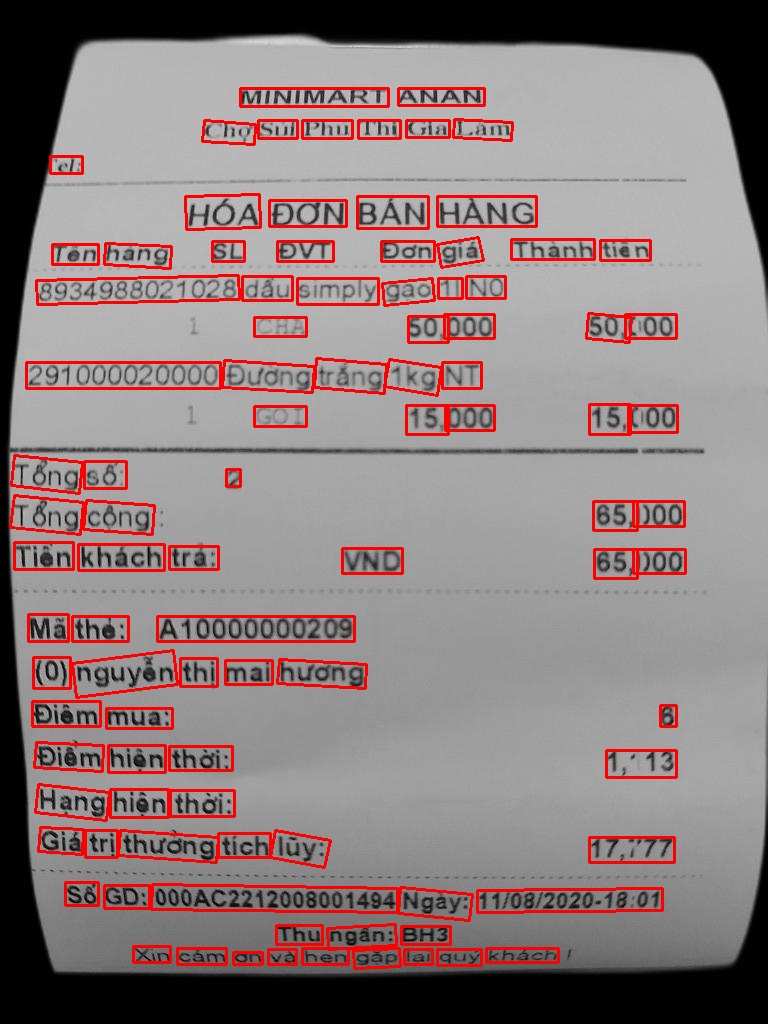 MINIMART ANAN
Chợ Sủi Phú Thị Gia Lâm
Tel:
HÓA ĐƠN BÁN HÀNG
Tên hàng SL ĐVT Đơn giá Thành tiền
8934988021028 dầu simply gạo 1l N0
1 CHA 50,000 50,000
291000020000 Đường trắng 1kg NT
1 GOI 15,000 15,000
Tổng số: 2
Tổng cộng : 65,000
Tiền khách trả: VND 65,000
Mã thẻ: A10000000209
(0) nguyễn thị mai hương
Điểm mua: 6
Điểm hiện thời: 1,113
Hạng hiện thời:
Giá trị thưởng tích lũy: 17,777
Số GD: 000AC2212008001494 Ngày: 11/08/2020-18:01
Thu ngân: BH3
Xin cảm ơn và hẹn gặp lại quý khách !